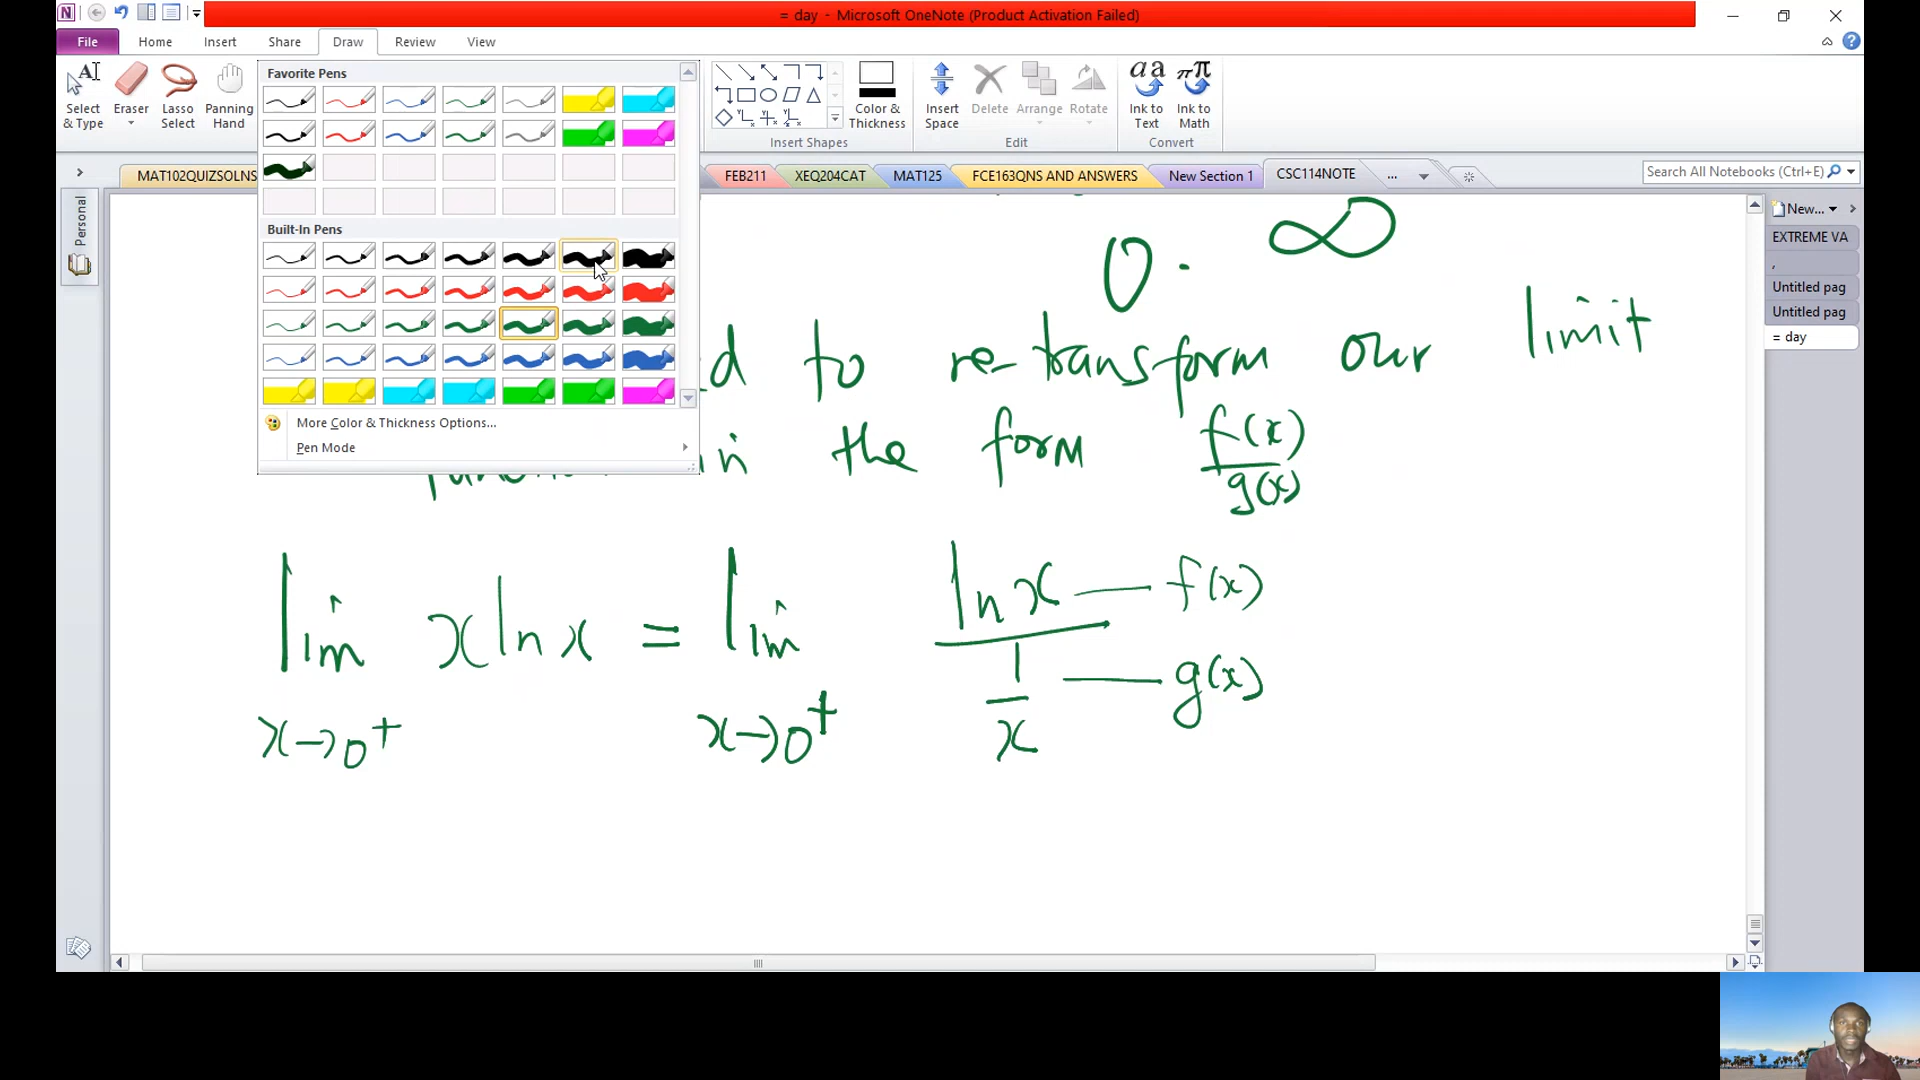 = day - Microsoft OneNote (Product Activation Failed)
File Home Insert Share Draw Review View
Select & Type
Eraser
Lasso Select
Panning Hand
Favorite Pens
Built-In Pens
More Color & Thickness Options...
Pen Mode
Color & Thickness
Insert Shapes
Insert Space
Delete
Arrange
Rotate
Edit
Ink to Text
Ink to Math
Convert
MAT102QUIZSOLNS FEB211 XEQ204CAT MAT125 FCE163QNS AND ANSWERS New Section 1 CSC114NOTE ...
Search All Notebooks (Ctrl+E)
Personal
New...
EXTREME VA
,
Untitled pag
Untitled pag
= day
0 . ∞
d to re-transform our limit
in the form f(x)/g(x)
lim x→0⁺ x ln x = lim x→0⁺ ln x / (1/x)
ln x — f(x)
1/x — g(x)